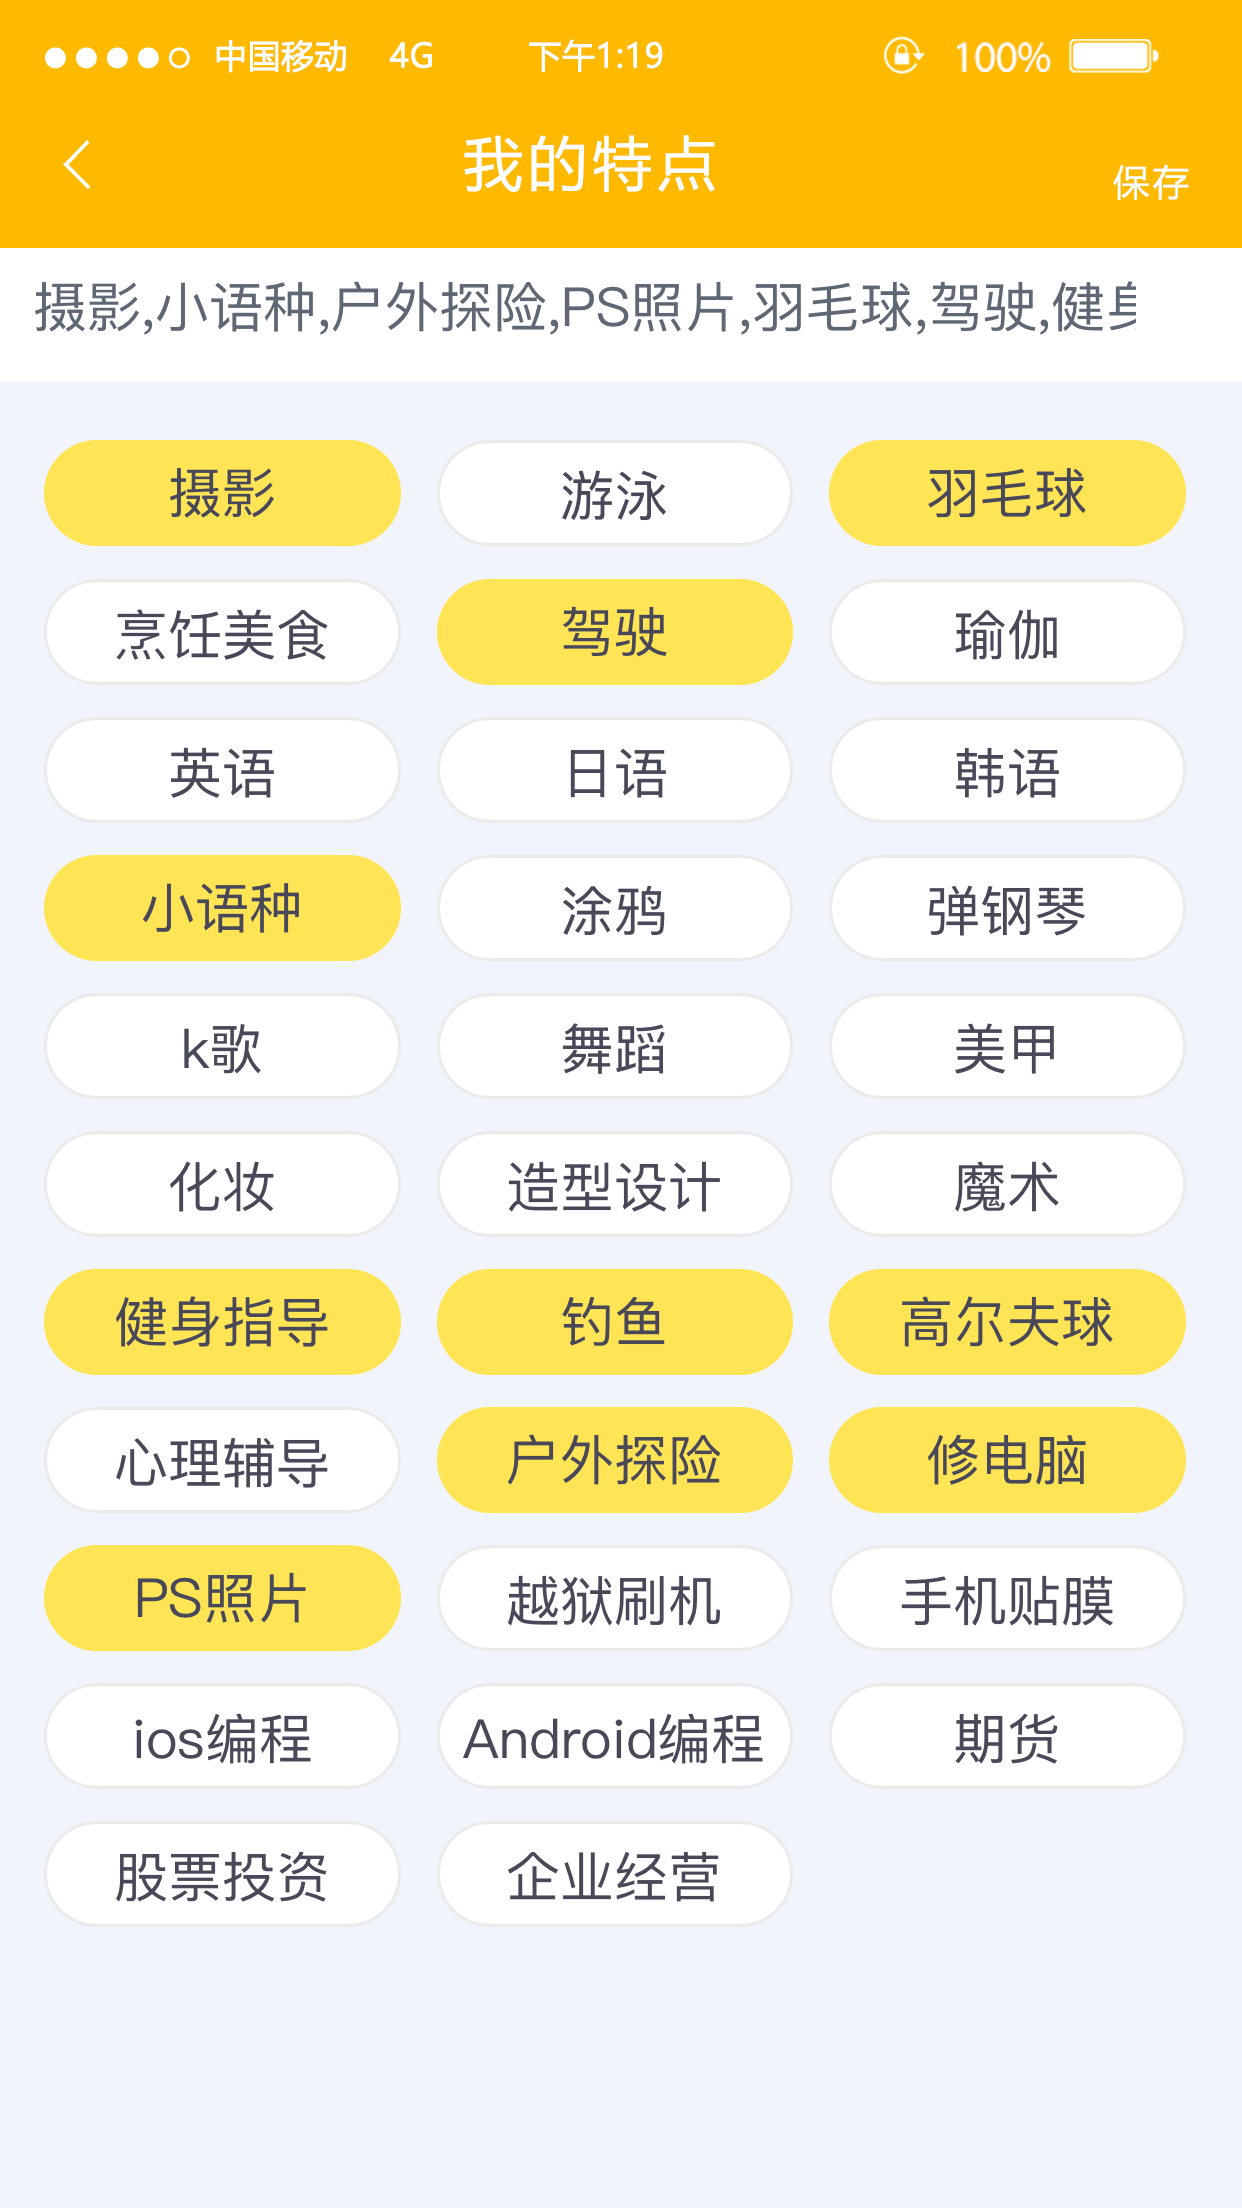 中国移动 4G 下午1:19 100%
我的特点
保存
摄影,小语种,户外探险,PS照片,羽毛球,驾驶,健身
摄影 游泳 羽毛球
烹饪美食 驾驶 瑜伽
英语 日语 韩语
小语种 涂鸦 弹钢琴
k歌 舞蹈 美甲
化妆 造型设计 魔术
健身指导 钓鱼 高尔夫球
心理辅导 户外探险 修电脑
PS照片 越狱刷机 手机贴膜
ios编程 Android编程 期货
股票投资 企业经营